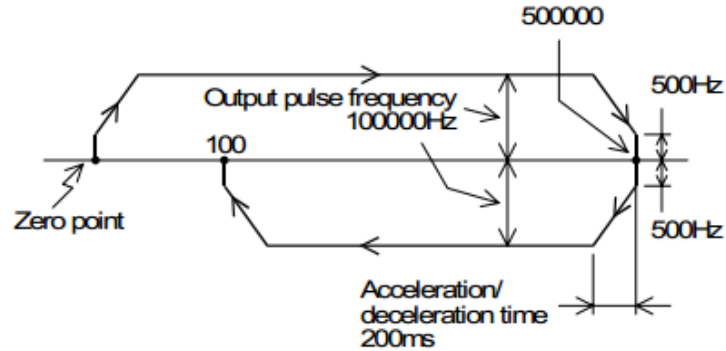 500000
500Hz
Output pulse frequency
100000Hz
100
Zero point
500Hz
Acceleration/
deceleration time
200ms